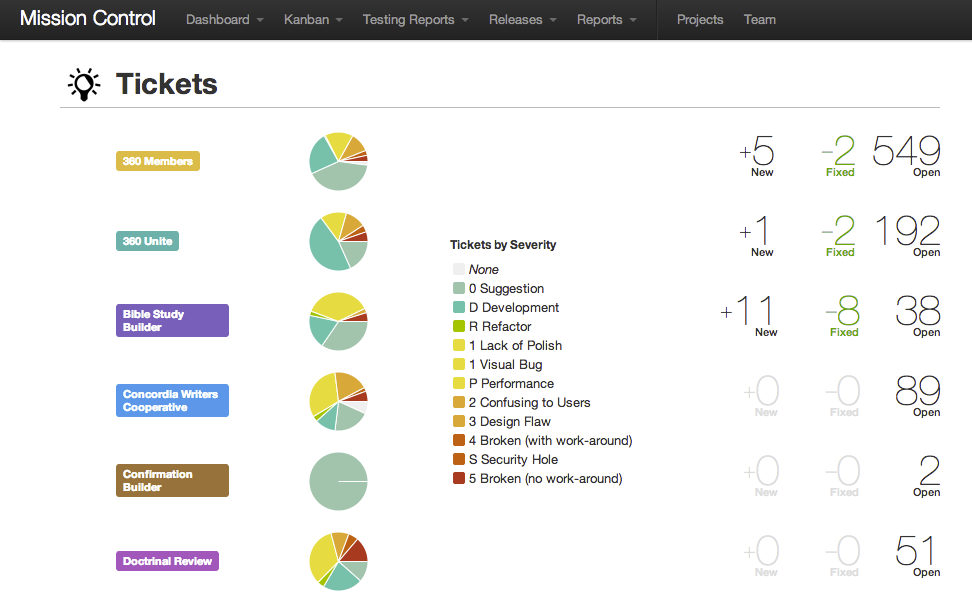 Mission Control
Dashboard
Kanban
Testing Reports
Releases
Reports
Projects
Team
Tickets
360 Members
+5 New
-2 Fixed
549 Open
360 Unite
+1 New
-2 Fixed
192 Open
Tickets by Severity
None
0 Suggestion
D Development
R Refactor
1 Lack of Polish
1 Visual Bug
P Performance
2 Confusing to Users
3 Design Flaw
4 Broken (with work-around)
S Security Hole
5 Broken (no work-around)
Bible Study
Builder
+11 New
-8 Fixed
38 Open
Concordia Writers
Cooperative
+0 New
-0 Fixed
89 Open
Confirmation
Builder
+0 New
-0 Fixed
2 Open
Doctrinal Review
+0 New
-0 Fixed
51 Open